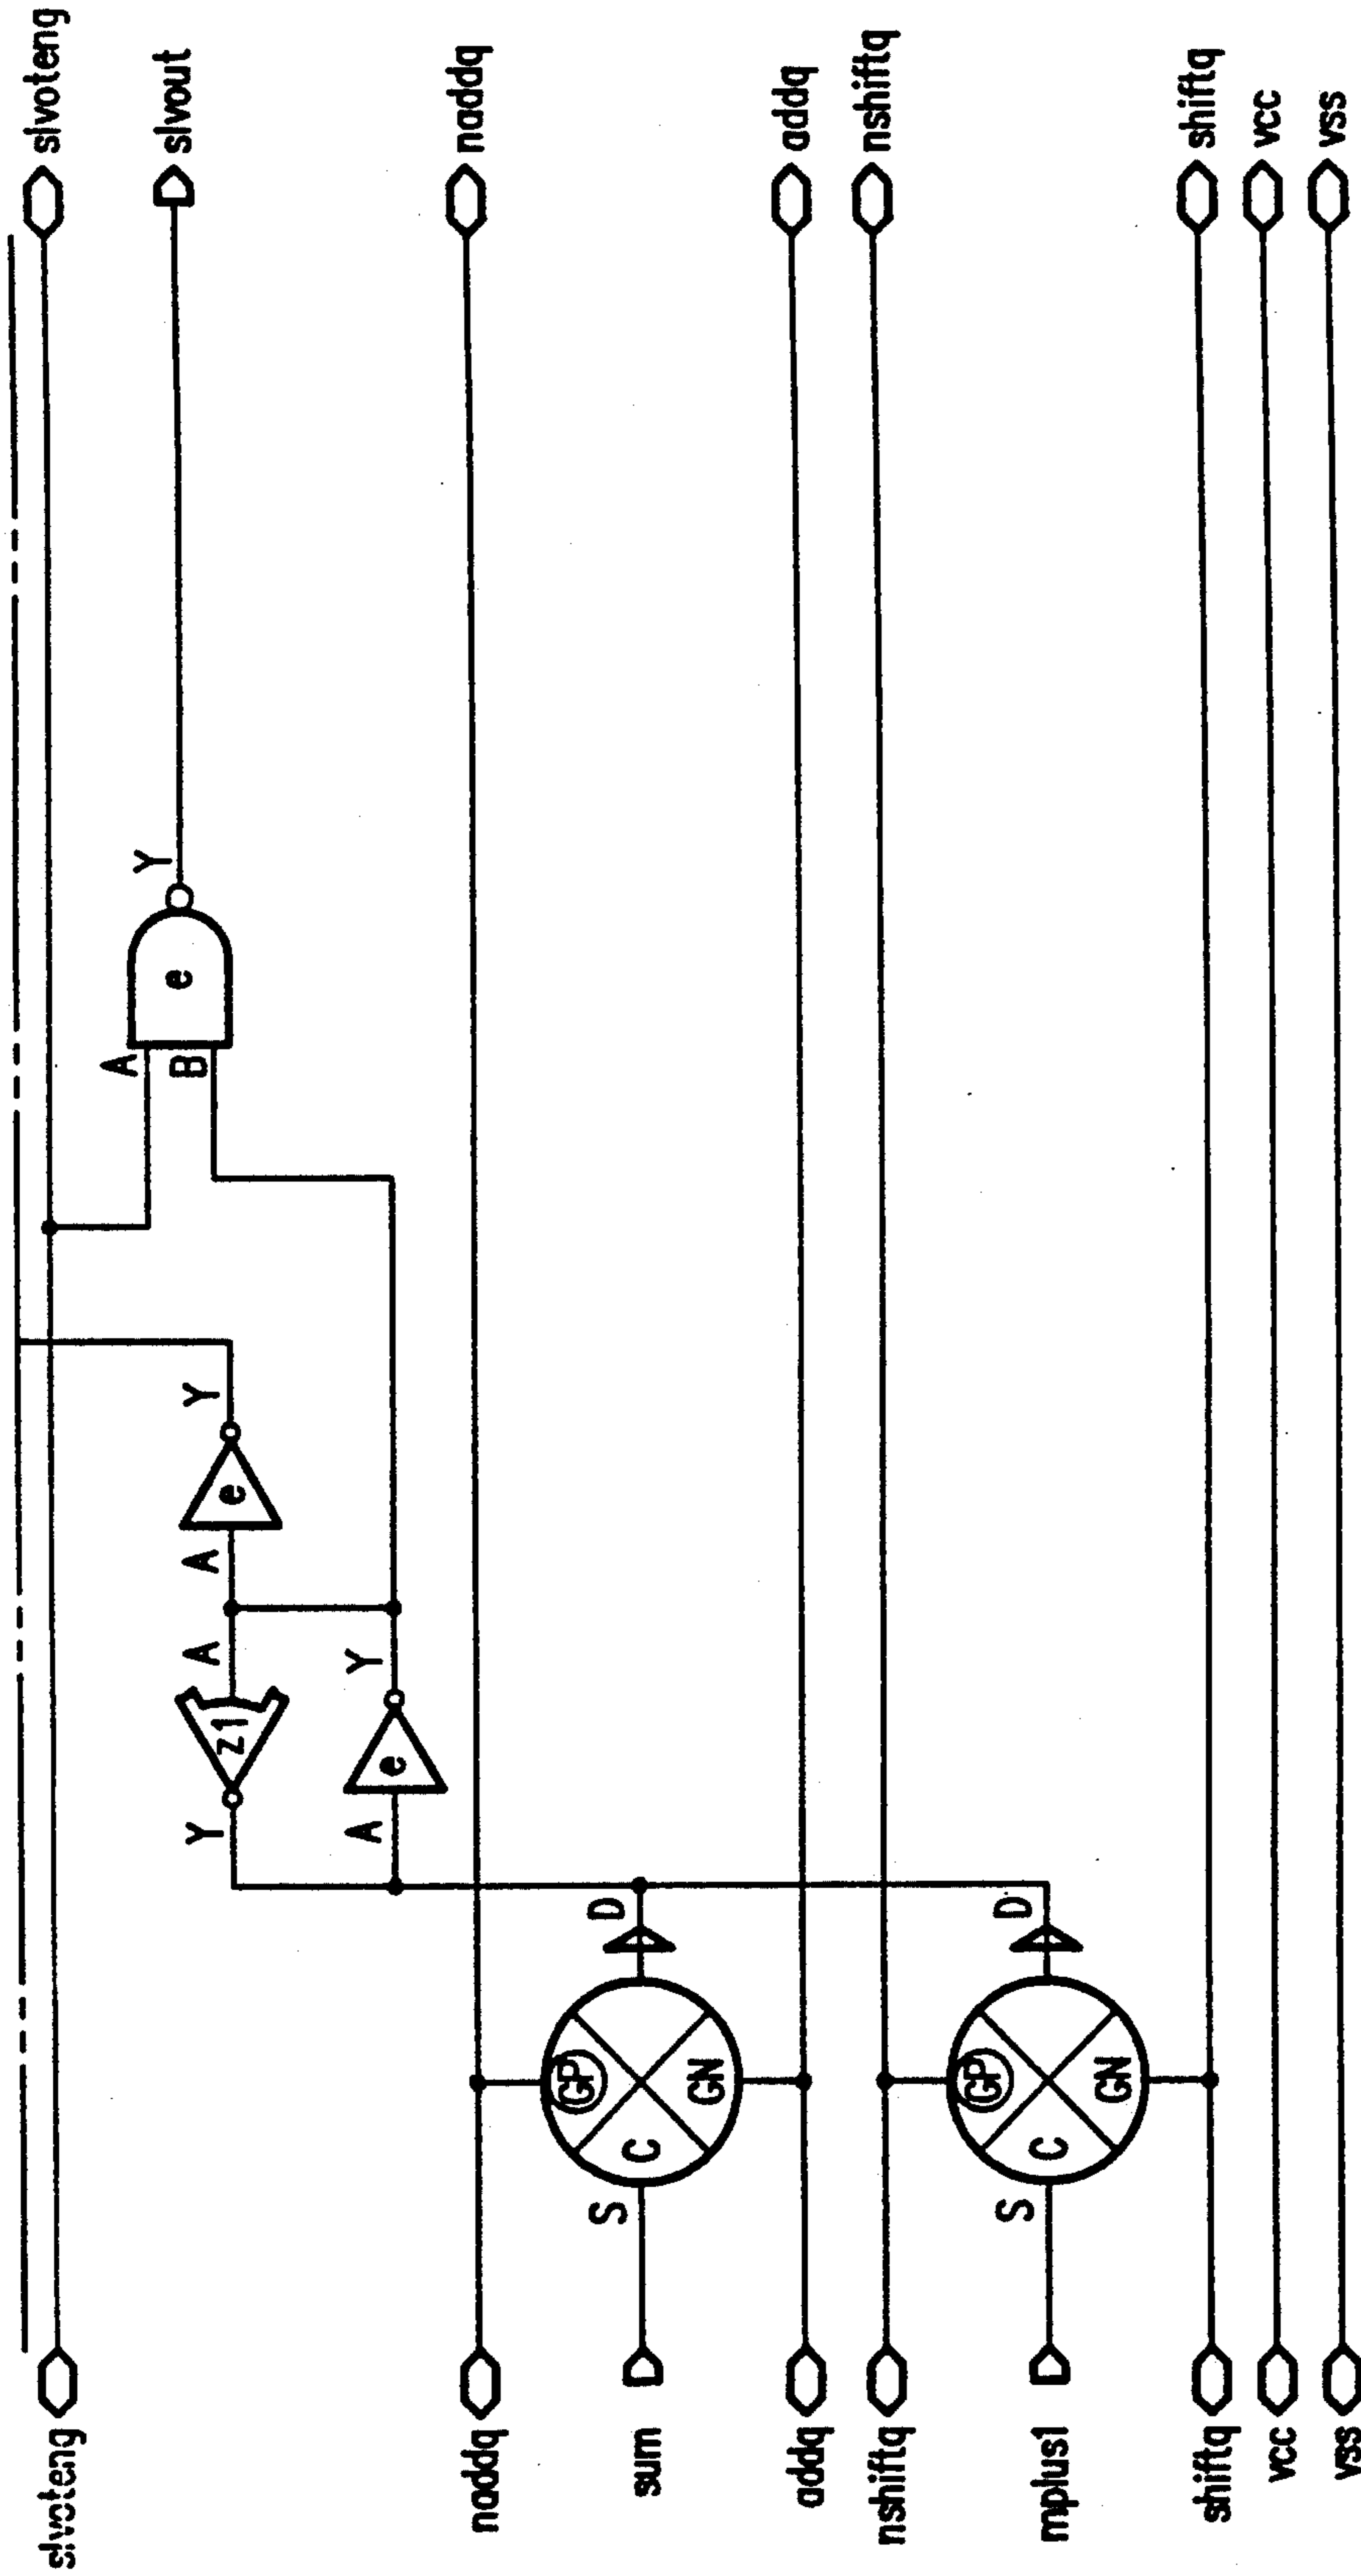 slvoteng
slvoteng
Y
slvout
A
B
e
Y
A
e
Y
A
z1
Y
A
e
naddq
naddq
GP
sum
S
C
D
GN
addq
addq
nshiftq
nshiftq
GP
mplus1
S
C
D
GN
shiftq
shiftq
vcc
vcc
vss
vss